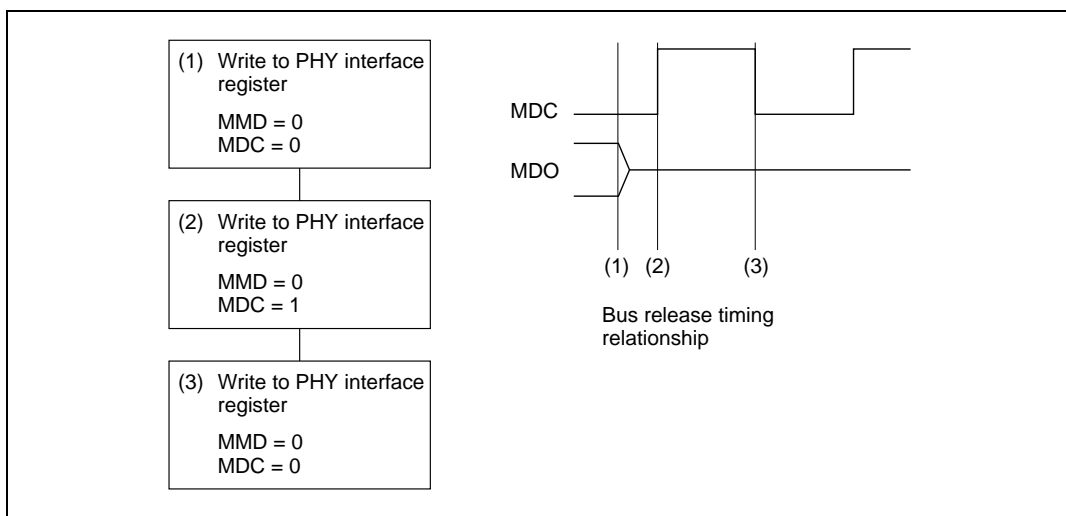 (1) Write to PHY interface
register
MMD = 0
MDC = 0
(2) Write to PHY interface
register
MMD = 0
MDC = 1
(3) Write to PHY interface
register
MMD = 0
MDC = 0
MDC
MDO
(1) (2) (3)
Bus release timing
relationship